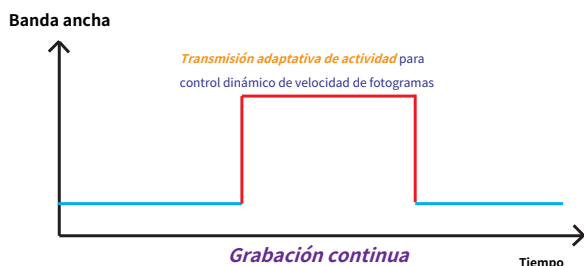 Banda ancha
Transmisión adaptativa de actividad para
control dinámico de velocidad de fotogramas
Grabación continua
Tiempo